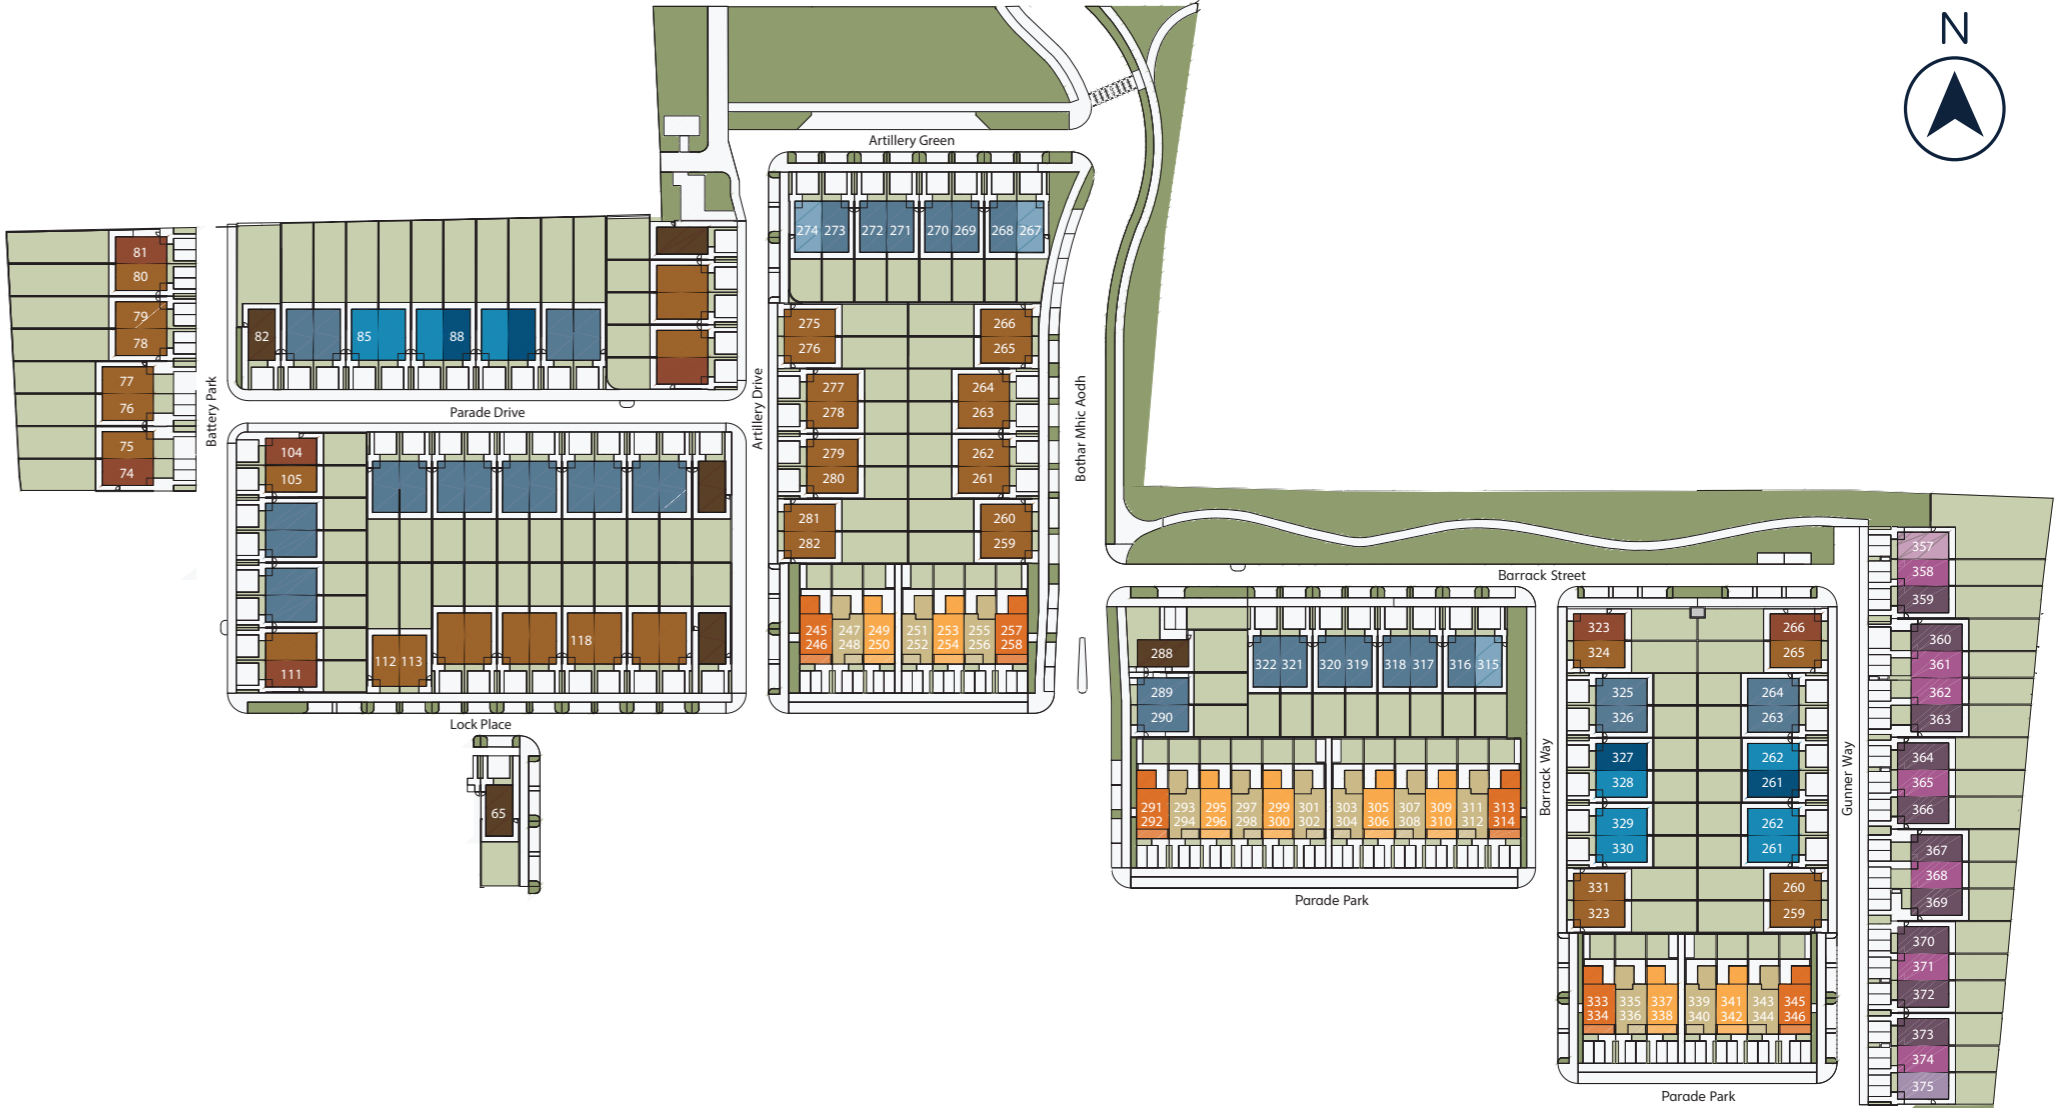 N
Artillery Green
274 273 272 271 270 269 268 267
81
80
79
78
77
76
75
74
Battery Park
82 85 88
Parade Drive
Artillery Drive
Bothar Mhic Aodh
275 266
276 265
277 264
278 263
279 262
280 261
281 260
282 259
245 247 249 251 253 255 257
246 248 250 252 254 256 258
104
105
111
112 113
118
Lock Place
65
Barrack Street
288
289
290
322 321 320 319 318 317 316 315
291 293 295 297 299 301 303 305 307 309 311 313
292 294 296 298 300 302 304 306 308 310 312 314
Parade Park
Barrack Way
323 266
324 265
325 264
326 263
327 262
328 261
329 262
330 261
331 260
323 259
333 335 337 339 341 343 345
334 336 338 340 342 344 346
Parade Park
Gunner Way
357
358
359
360
361
362
363
364
365
366
367
368
369
370
371
372
373
374
375